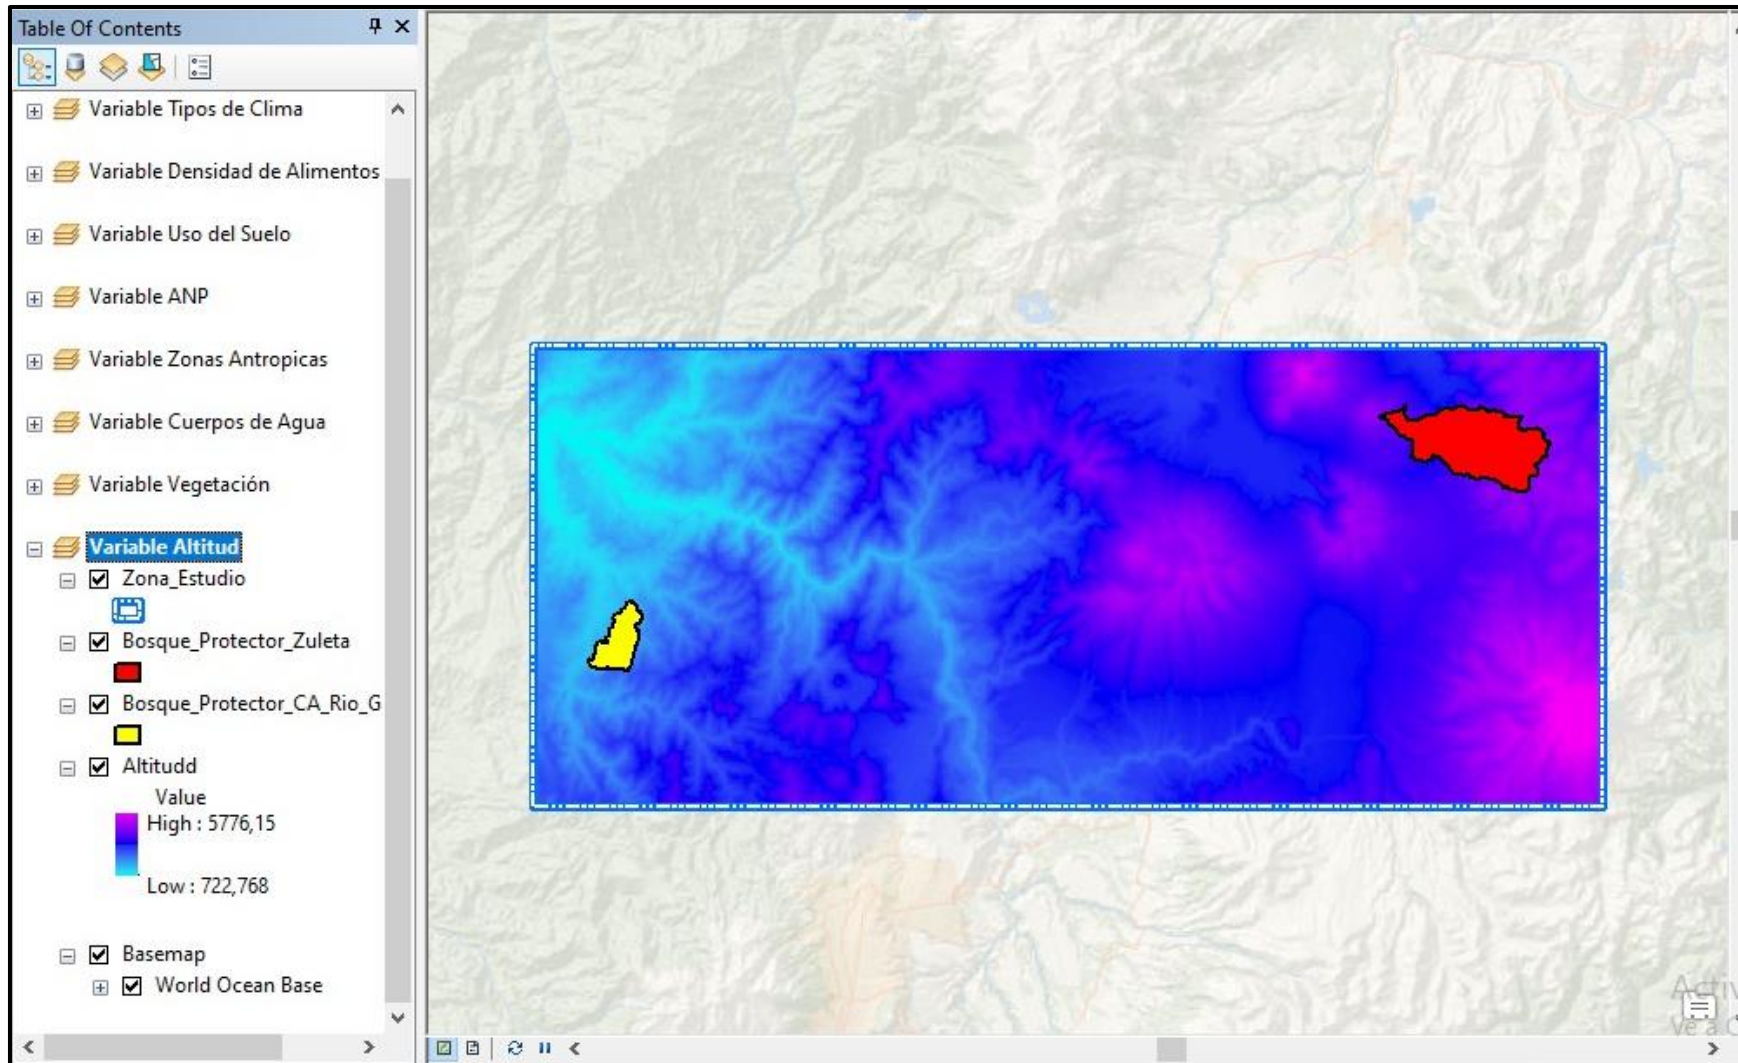 Table Of Contents
Variable Tipos de Clima
Variable Densidad de Alimentos
Variable Uso del Suelo
Variable ANP
Variable Zonas Antropicas
Variable Cuerpos de Agua
Variable Vegetación
Variable Altitud
Zona_Estudio
Bosque_Protector_Zuleta
Bosque_Protector_CA_Rio_G
Altitudd
Value
High : 5776,15
Low : 722,768
Basemap
World Ocean Base